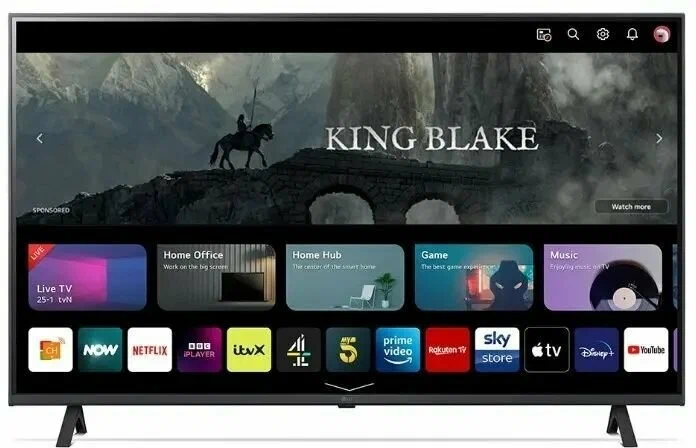 KING BLAKE
SPONSORED
Watch more
LIVE
Live TV
25-1 tvN
Home Office
Work on the big screen
Home Hub
The center of the smart home
Game
The best game experience
Music
Enjoying music on TV
CH
NOW
NETFLIX
BBC
iPLAYER
itvX
4
MY
5
prime
video
Rakuten TV
sky
store
tv
Disney+
YouTube
LG